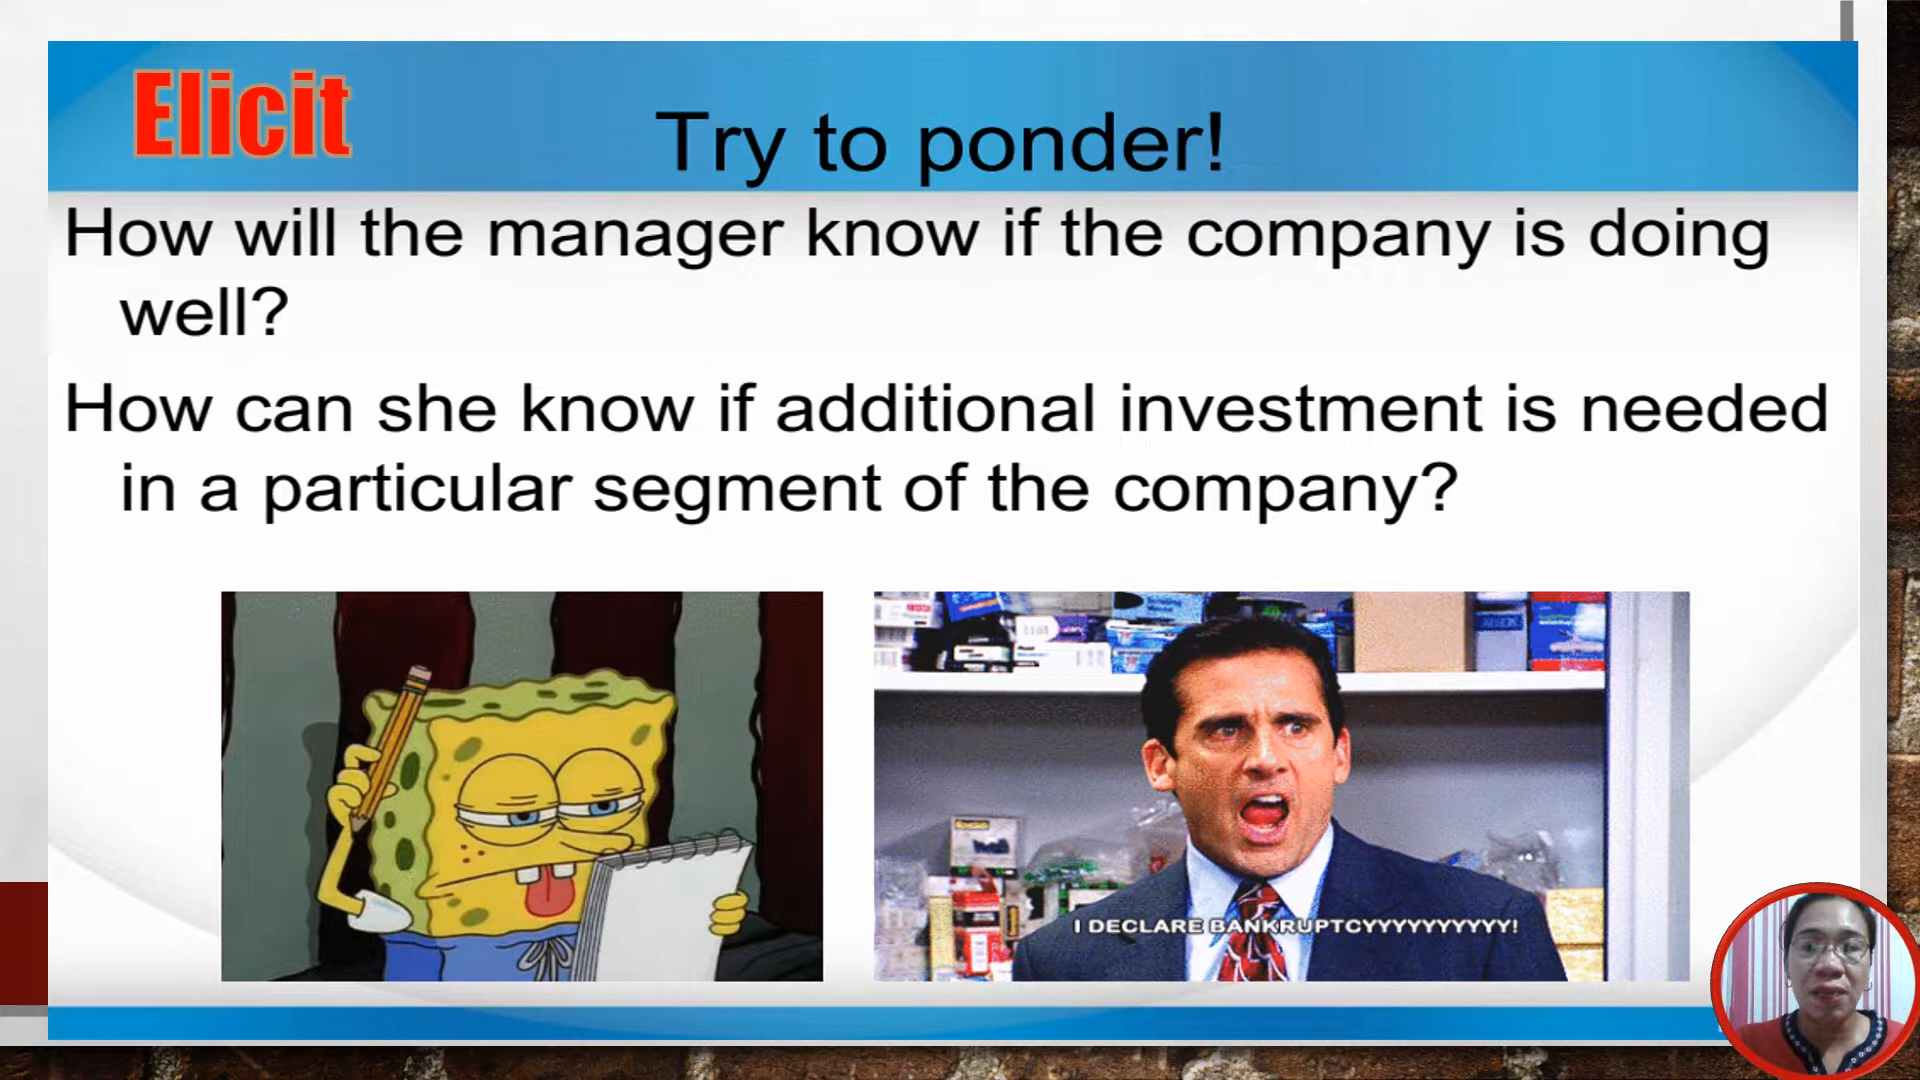 Elicit
Try to ponder!
How will the manager know if the company is doing
well?
How can she know if additional investment is needed
in a particular segment of the company?
I DECLARE BANKRUPTCYYYYYYYYYYY!